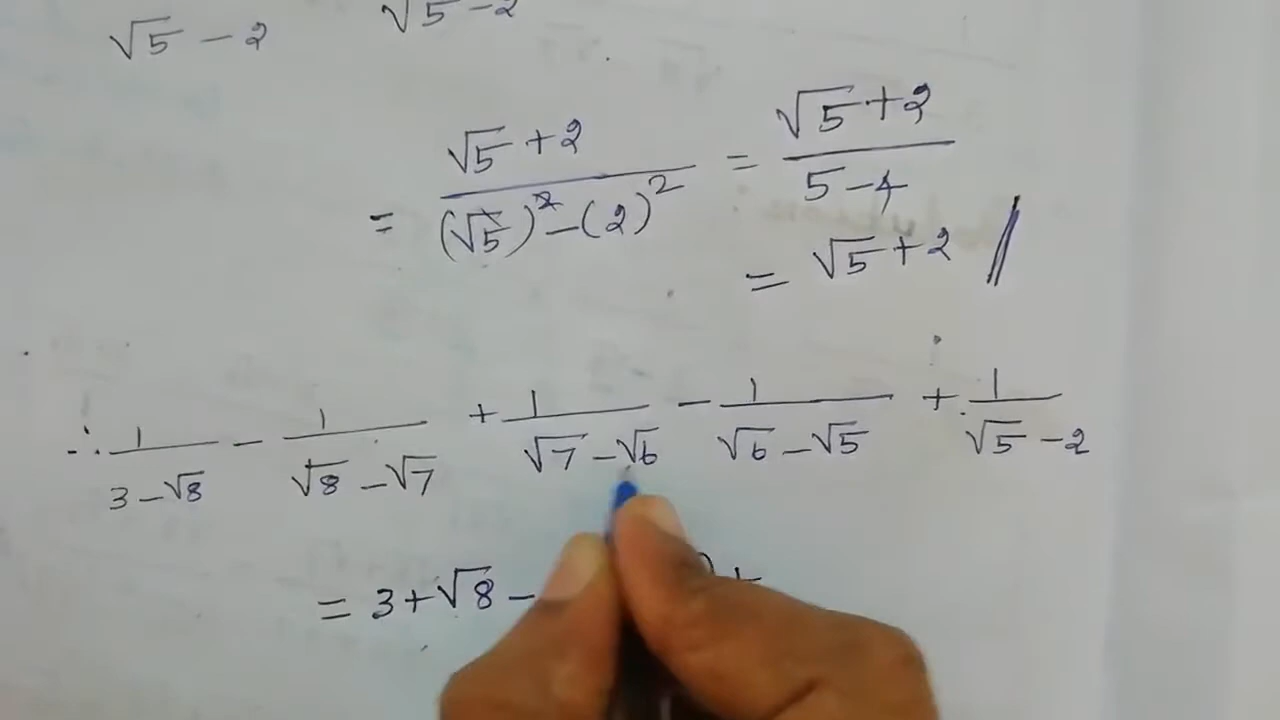 √5 − 2 √5 − 2
= (√5 + 2)/((√5)² − (2)²) = (√5 + 2)/(5 − 4)
= √5 + 2 //
∴ 1/(3 − √8) − 1/(√8 − √7) + 1/(√7 − √6) − 1/(√6 − √5) + 1/(√5 − 2)
= 3 + √8 − ) +